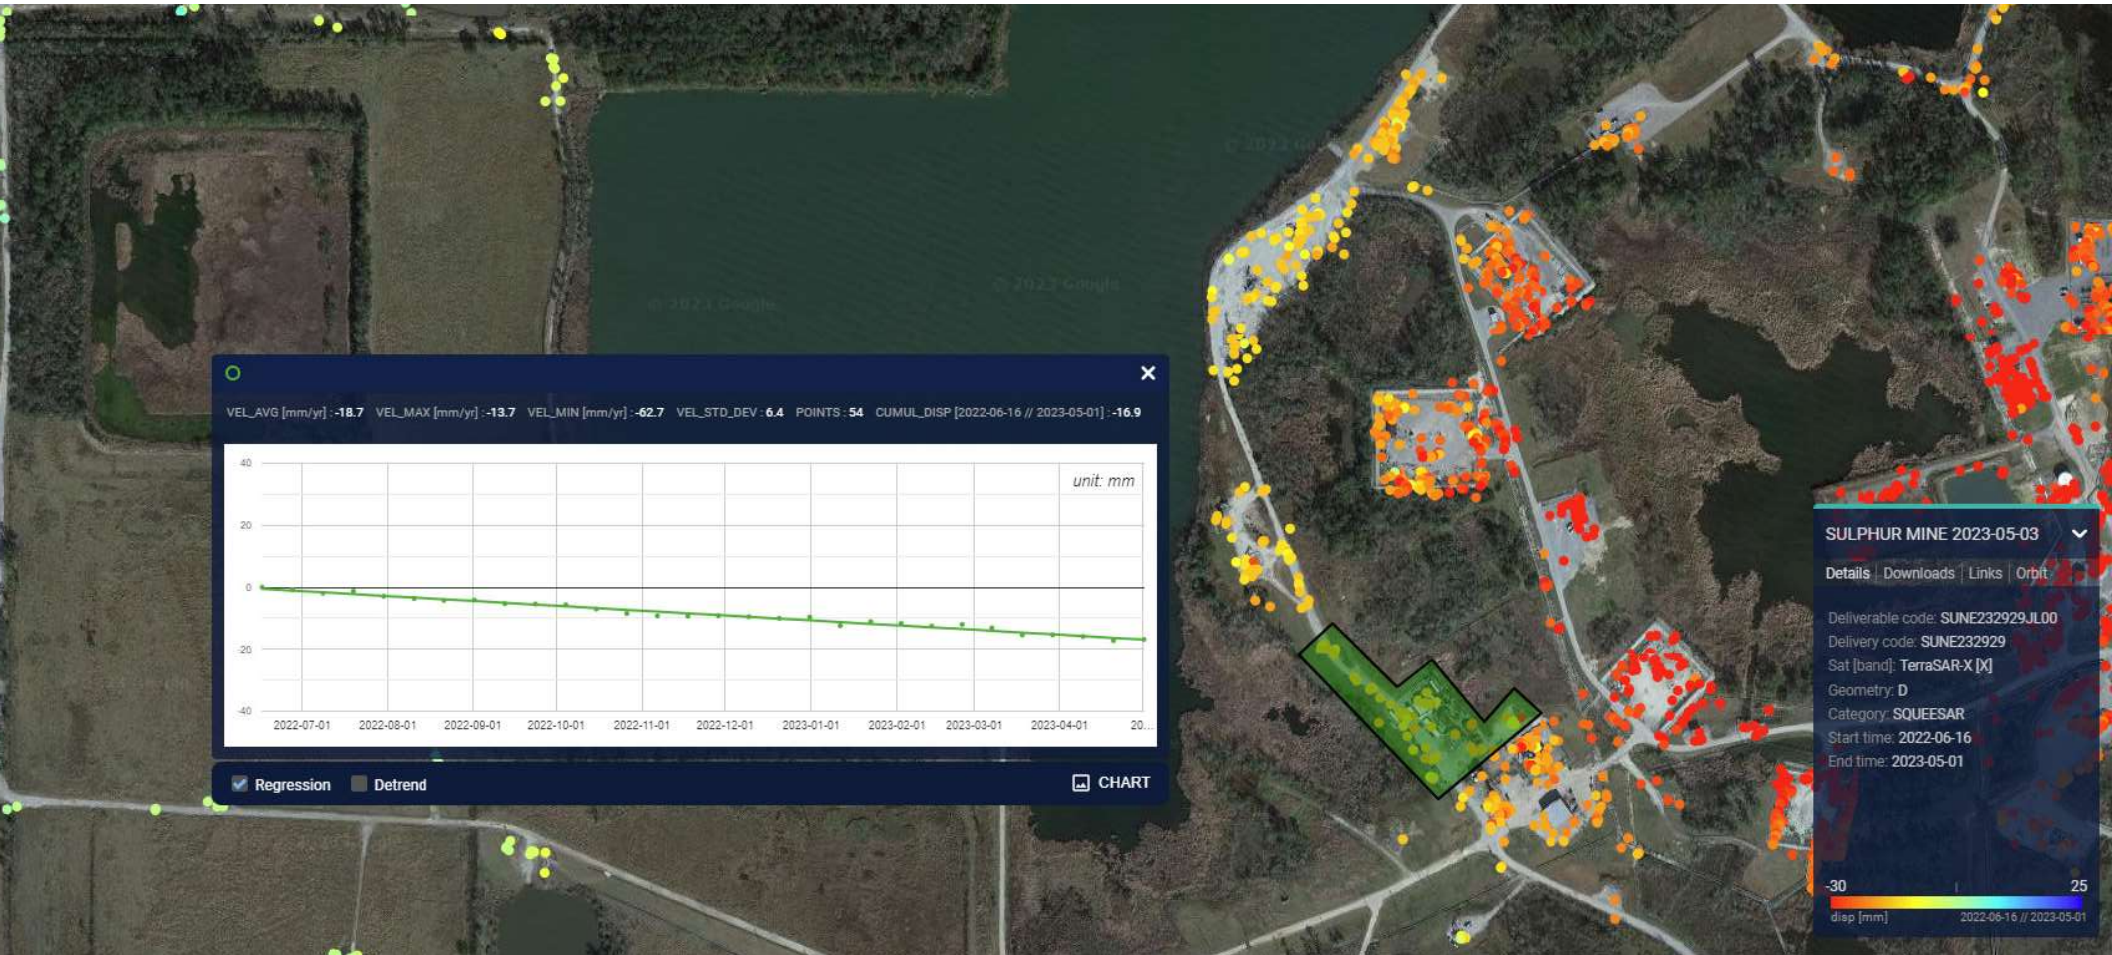 © 2023 Google
© 2023 Google
VEL_AVG [mm/yr] : -18.7 VEL_MAX [mm/yr] : -13.7 VEL_MIN [mm/yr] : -62.7 VEL_STD_DEV : 6.4 POINTS : 54 CUMUL_DISP [2022-06-16 // 2023-05-01] : -16.9
unit: mm
40
20
0
-20
-40
2022-07-01 2022-08-01 2022-09-01 2022-10-01 2022-11-01 2022-12-01 2023-01-01 2023-02-01 2023-03-01 2023-04-01 20...
Regression Detrend CHART
SULPHUR MINE 2023-05-03
Details | Downloads | Links | Orbit
Deliverable code: SUNE232929JL00
Delivery code: SUNE232929
Sat [band]: TerraSAR-X [X]
Geometry: D
Category: SQUEESAR
Start time: 2022-06-16
End time: 2023-05-01
-30 25
disp [mm] 2022-06-16 // 2023-05-01